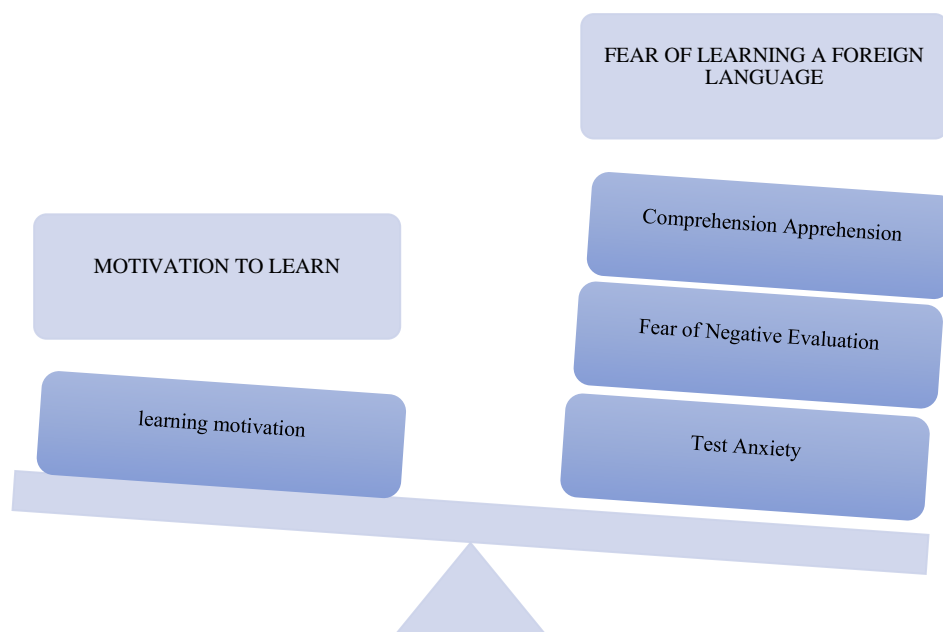 FEAR OF LEARNING A FOREIGN
LANGUAGE
MOTIVATION TO LEARN
Comprehension Apprehension
Fear of Negative Evaluation
learning motivation
Test Anxiety